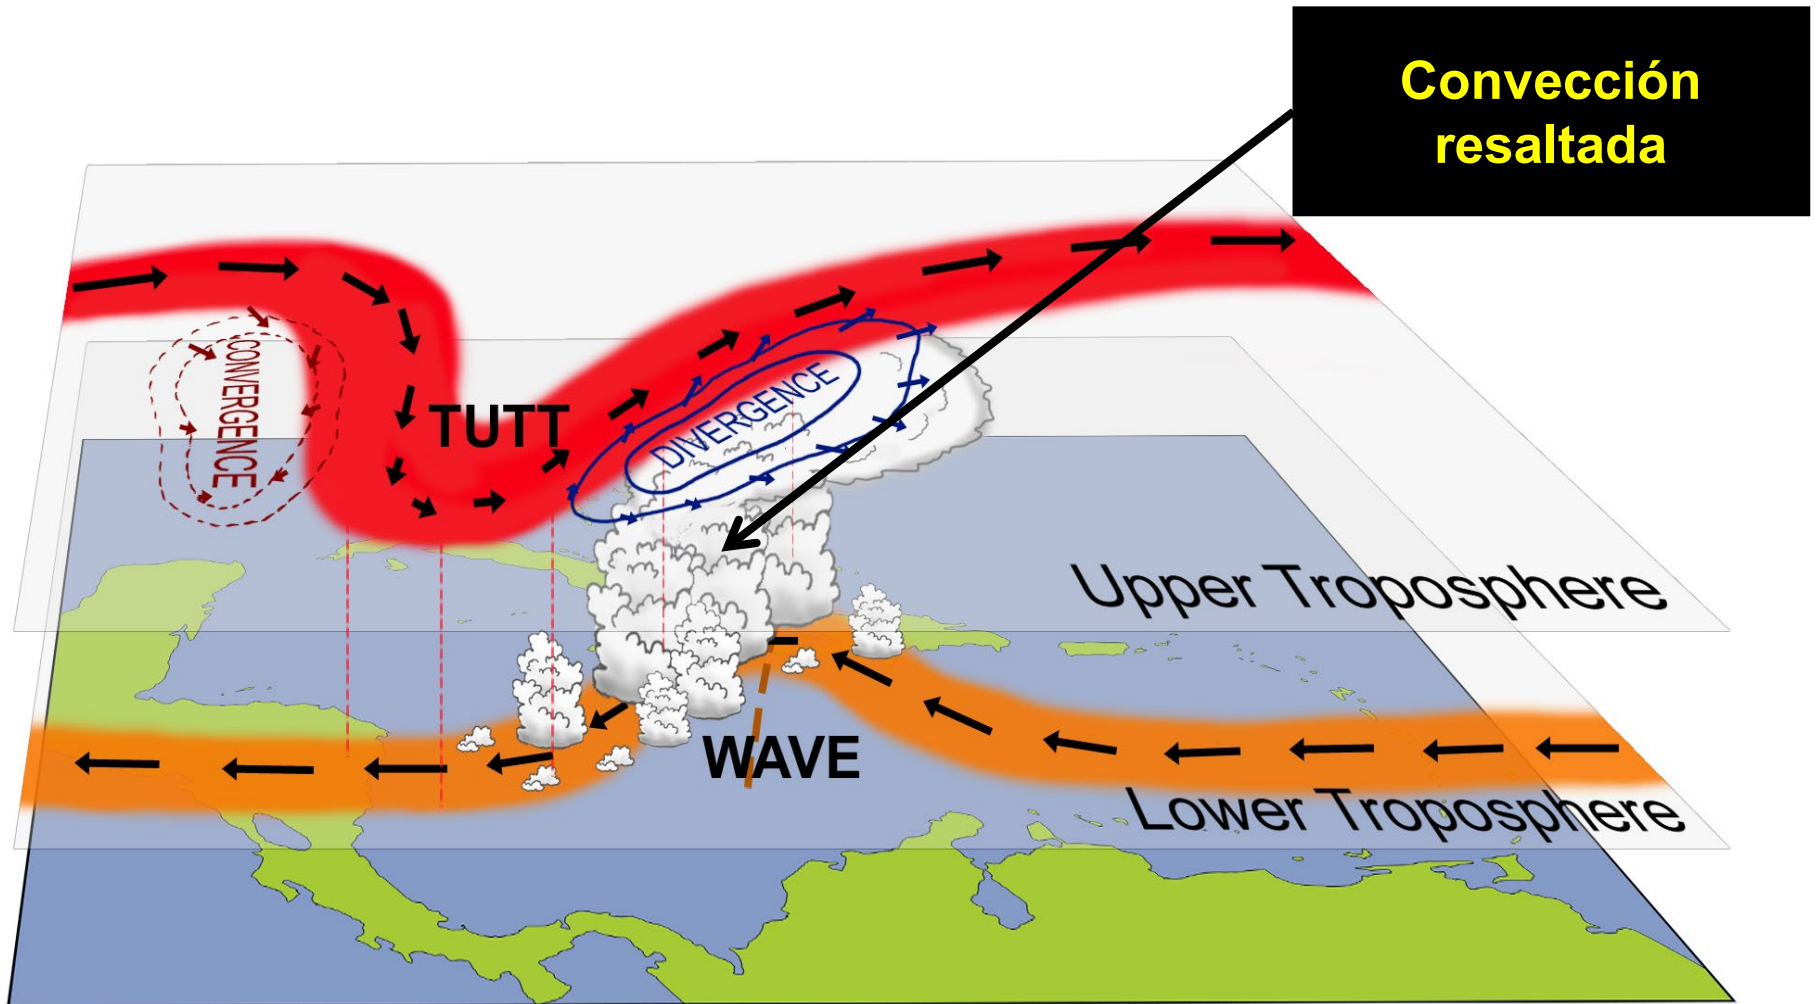 Convección
resaltada
CONVERGENCE
TUTT
DIVERGENCE
Upper Troposphere
WAVE
Lower Troposphere